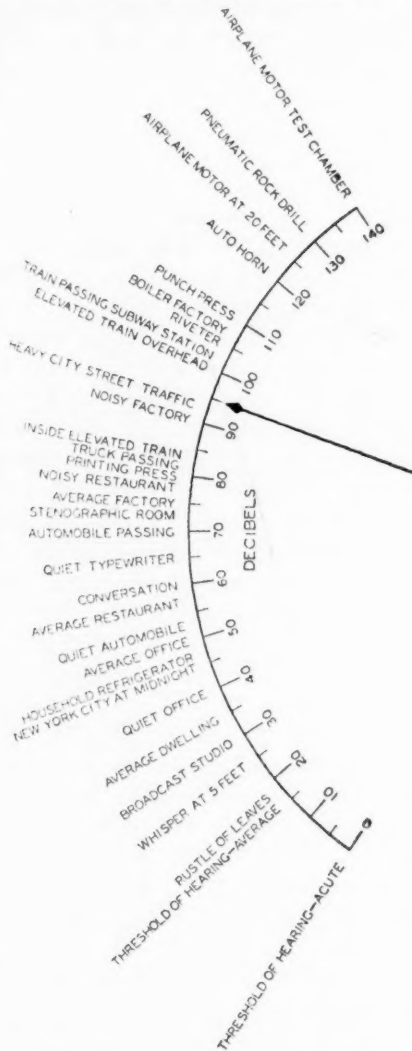 AIRPLANE MOTOR TEST CHAMBER
PNEUMATIC ROCK DRILL
AIRPLANE MOTOR AT 20 FEET
AUTO HORN
PUNCH PRESS
BOILER FACTORY
RIVETER
TRAIN PASSING SUBWAY STATION
ELEVATED TRAIN OVERHEAD
HEAVY CITY STREET TRAFFIC
NOISY FACTORY
INSIDE ELEVATED TRAIN
TRUCK PASSING
PRINTING PRESS
NOISY RESTAURANT
AVERAGE FACTORY
STENOGRAPHIC ROOM
AUTOMOBILE PASSING
QUIET TYPEWRITER
CONVERSATION
AVERAGE RESTAURANT
QUIET AUTOMOBILE
AVERAGE OFFICE
HOUSEHOLD REFRIGERATOR
NEW YORK CITY AT MIDNIGHT
QUIET OFFICE
AVERAGE DWELLING
BROADCAST STUDIO
WHISPER AT 5 FEET
RUSTLE OF LEAVES
THRESHOLD OF HEARING—AVERAGE
THRESHOLD OF HEARING—ACUTE
140
130
120
110
100
90
80
70
60
50
40
30
20
10
0
DECIBELS